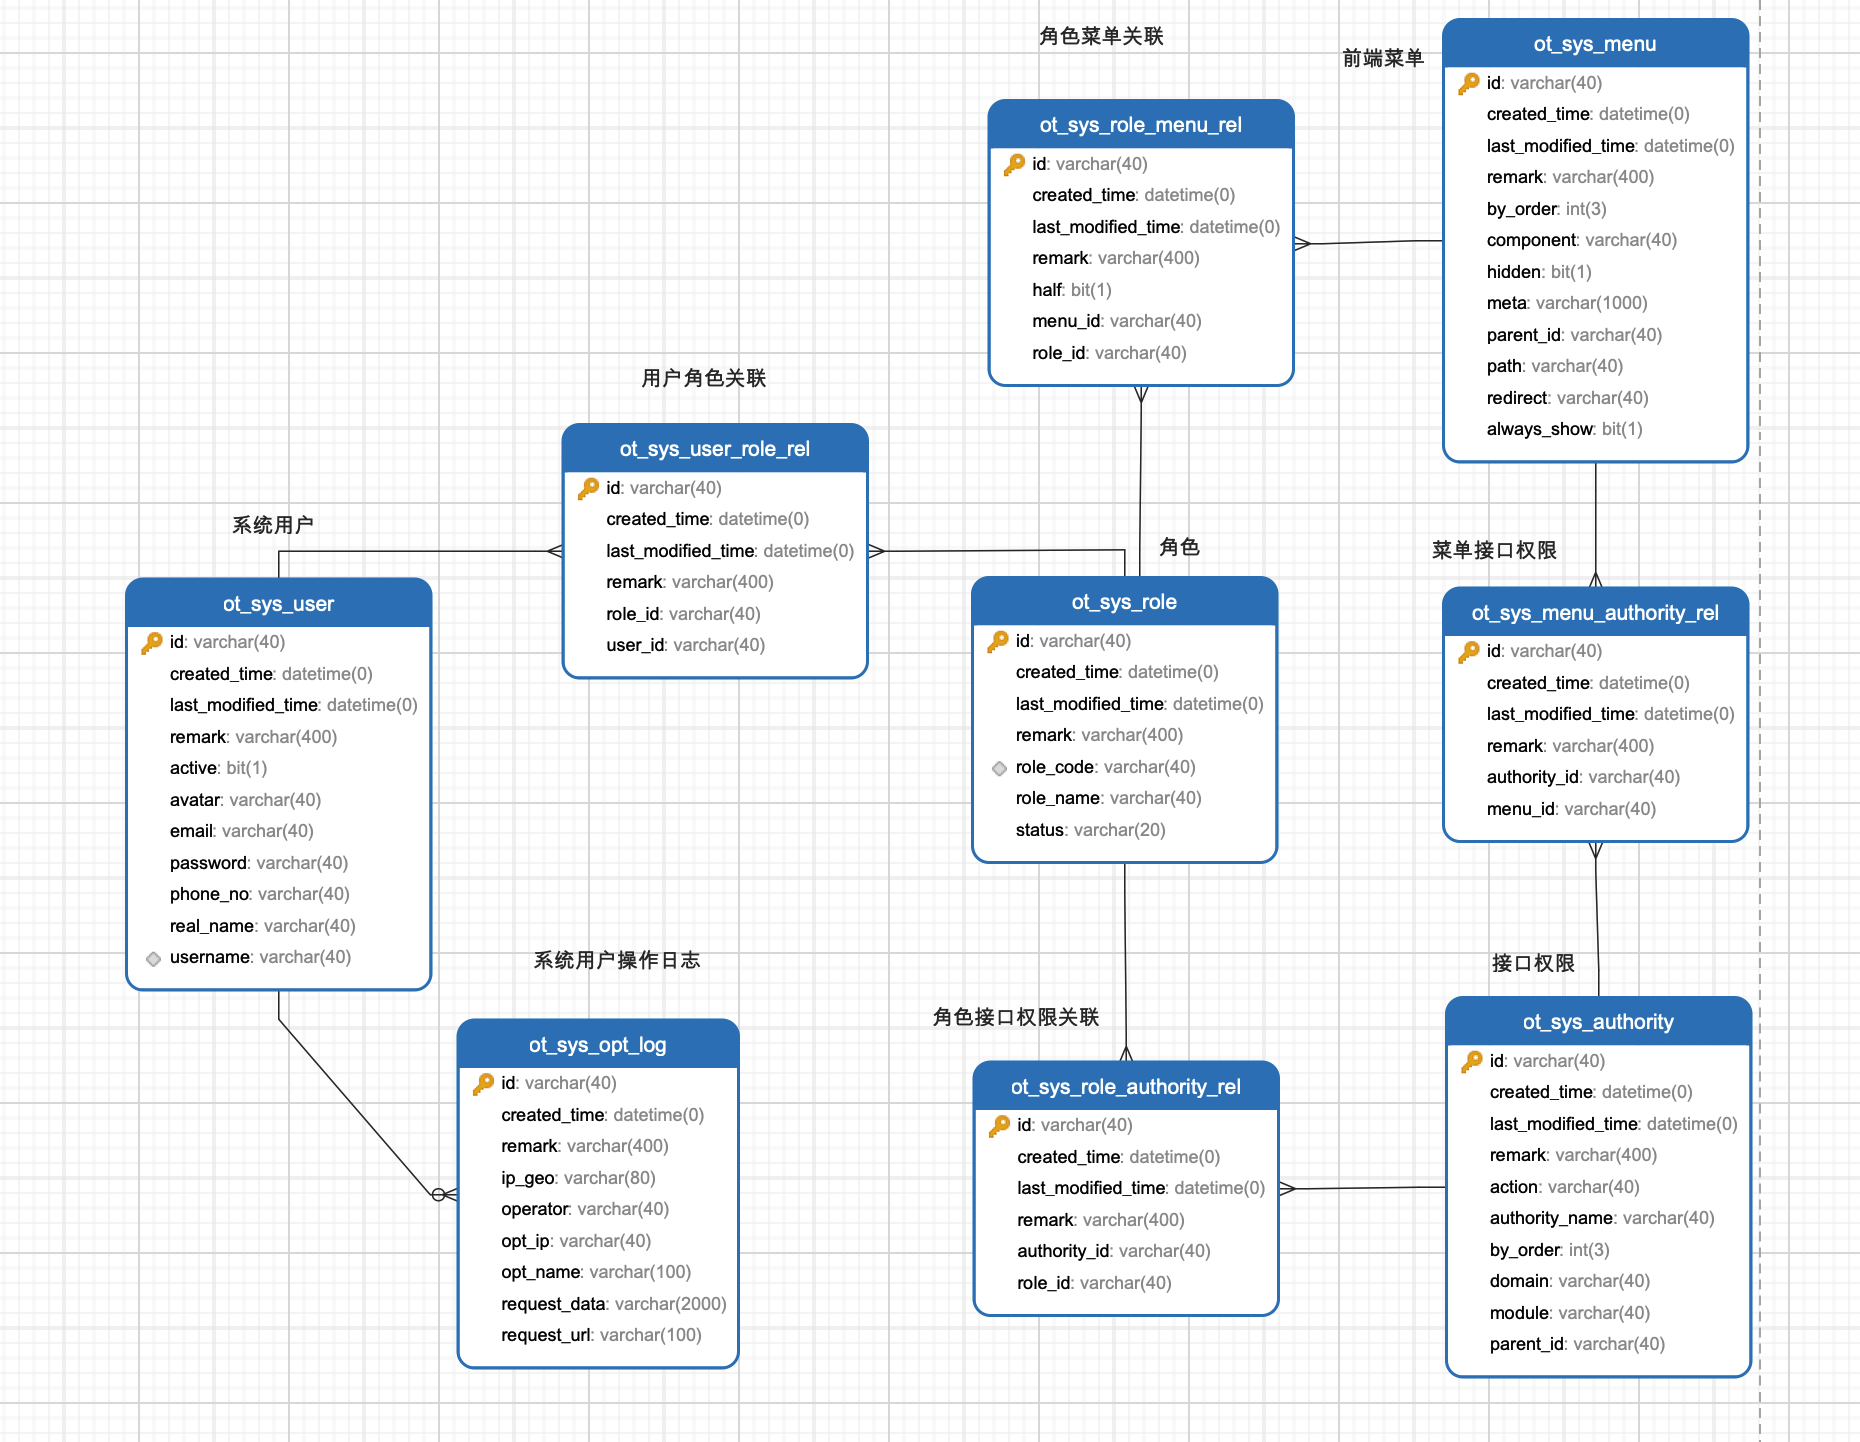 角色菜单关联
前端菜单
ot_sys_menu
id: varchar(40)
created_time: datetime(0)
last_modified_time: datetime(0)
remark: varchar(400)
by_order: int(3)
component: varchar(40)
hidden: bit(1)
meta: varchar(1000)
parent_id: varchar(40)
path: varchar(40)
redirect: varchar(40)
always_show: bit(1)
ot_sys_role_menu_rel
id: varchar(40)
created_time: datetime(0)
last_modified_time: datetime(0)
remark: varchar(400)
half: bit(1)
menu_id: varchar(40)
role_id: varchar(40)
用户角色关联
ot_sys_user_role_rel
id: varchar(40)
created_time: datetime(0)
last_modified_time: datetime(0)
remark: varchar(400)
role_id: varchar(40)
user_id: varchar(40)
系统用户
ot_sys_user
id: varchar(40)
created_time: datetime(0)
last_modified_time: datetime(0)
remark: varchar(400)
active: bit(1)
avatar: varchar(40)
email: varchar(40)
password: varchar(40)
phone_no: varchar(40)
real_name: varchar(40)
username: varchar(40)
角色
ot_sys_role
id: varchar(40)
created_time: datetime(0)
last_modified_time: datetime(0)
remark: varchar(400)
role_code: varchar(40)
role_name: varchar(40)
status: varchar(20)
菜单接口权限
ot_sys_menu_authority_rel
id: varchar(40)
created_time: datetime(0)
last_modified_time: datetime(0)
remark: varchar(400)
authority_id: varchar(40)
menu_id: varchar(40)
系统用户操作日志
ot_sys_opt_log
id: varchar(40)
created_time: datetime(0)
remark: varchar(400)
ip_geo: varchar(80)
operator: varchar(40)
opt_ip: varchar(40)
opt_name: varchar(100)
request_data: varchar(2000)
request_url: varchar(100)
角色接口权限关联
ot_sys_role_authority_rel
id: varchar(40)
created_time: datetime(0)
last_modified_time: datetime(0)
remark: varchar(400)
authority_id: varchar(40)
role_id: varchar(40)
接口权限
ot_sys_authority
id: varchar(40)
created_time: datetime(0)
last_modified_time: datetime(0)
remark: varchar(400)
action: varchar(40)
authority_name: varchar(40)
by_order: int(3)
domain: varchar(40)
module: varchar(40)
parent_id: varchar(40)